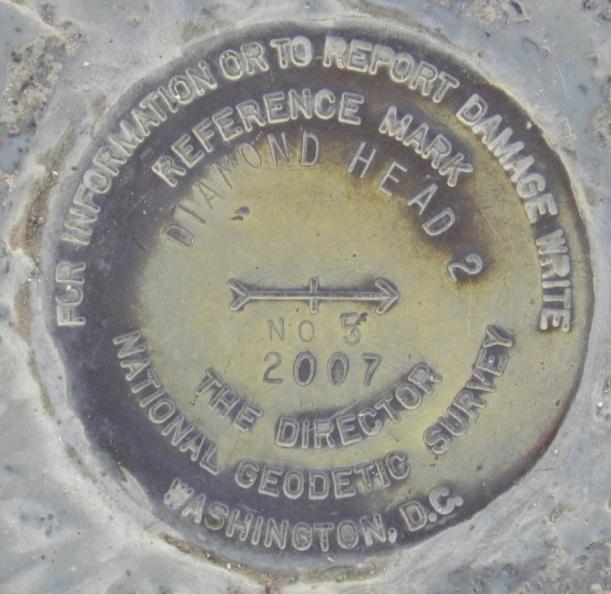 FOR INFORMATION OR TO REPORT DAMAGE WRITE
REFERENCE MARK
DIAMOND HEAD 2
NO 5
2007
THE DIRECTOR
NATIONAL GEODETIC SURVEY
WASHINGTON, D.C.